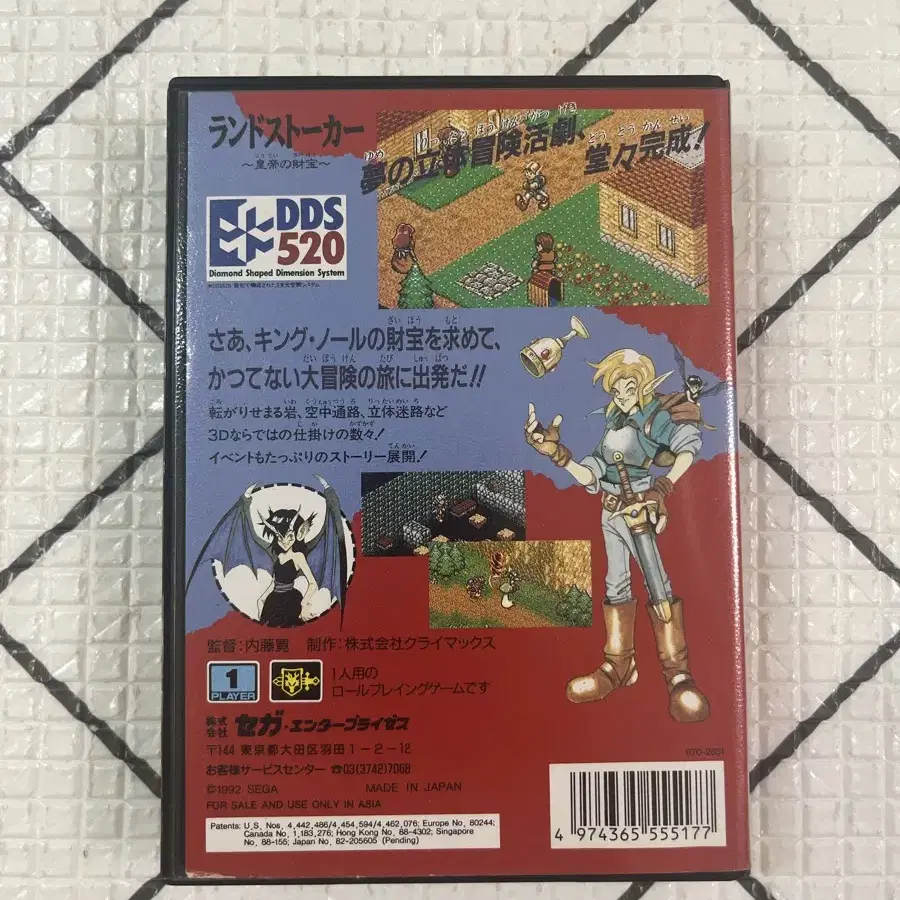 ランドストーカー
〜皇帝の財宝〜
夢の立体冒険活劇、堂々完成!
DDS
520
Diamond Shaped Dimension System
さあ、キング・ノールの財宝を求めて、
かつてない大冒険の旅に出発だ!!
転がりせまる岩、空中通路、立体迷路など
3Dならではの仕掛けの数々!
イベントもたっぷりのストーリー展開!
監督:内藤寛 制作:株式会社クライマックス
1
PLAYER
1人用の
ロールプレイングゲームです
株式会社 セガ・エンタープライゼス
〒144 東京都大田区羽田1-2-12
お客様サービスセンター ☎03(3742)7068
©1992 SEGA MADE IN JAPAN
FOR SALE AND USE ONLY IN ASIA
Patents: U.S. Nos. 4,442,486/4,454,594/4,462,076; Europe No. 80244;
Canada No. 1,183,276; Hong Kong No. 88-4302; Singapore
No. 88-155; Japan No. 82-205605 (Pending)
4 974365 555177